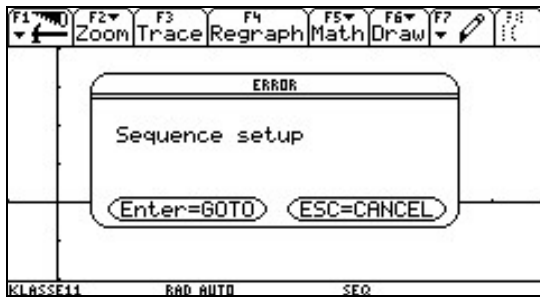 F1 F2 F3 F4 F5 F6 F7
Zoom Trace Regraph Math Draw
ERROR
Sequence setup
Enter=GOTO ESC=CANCEL
KLASSE11 RAD AUTO SEQ